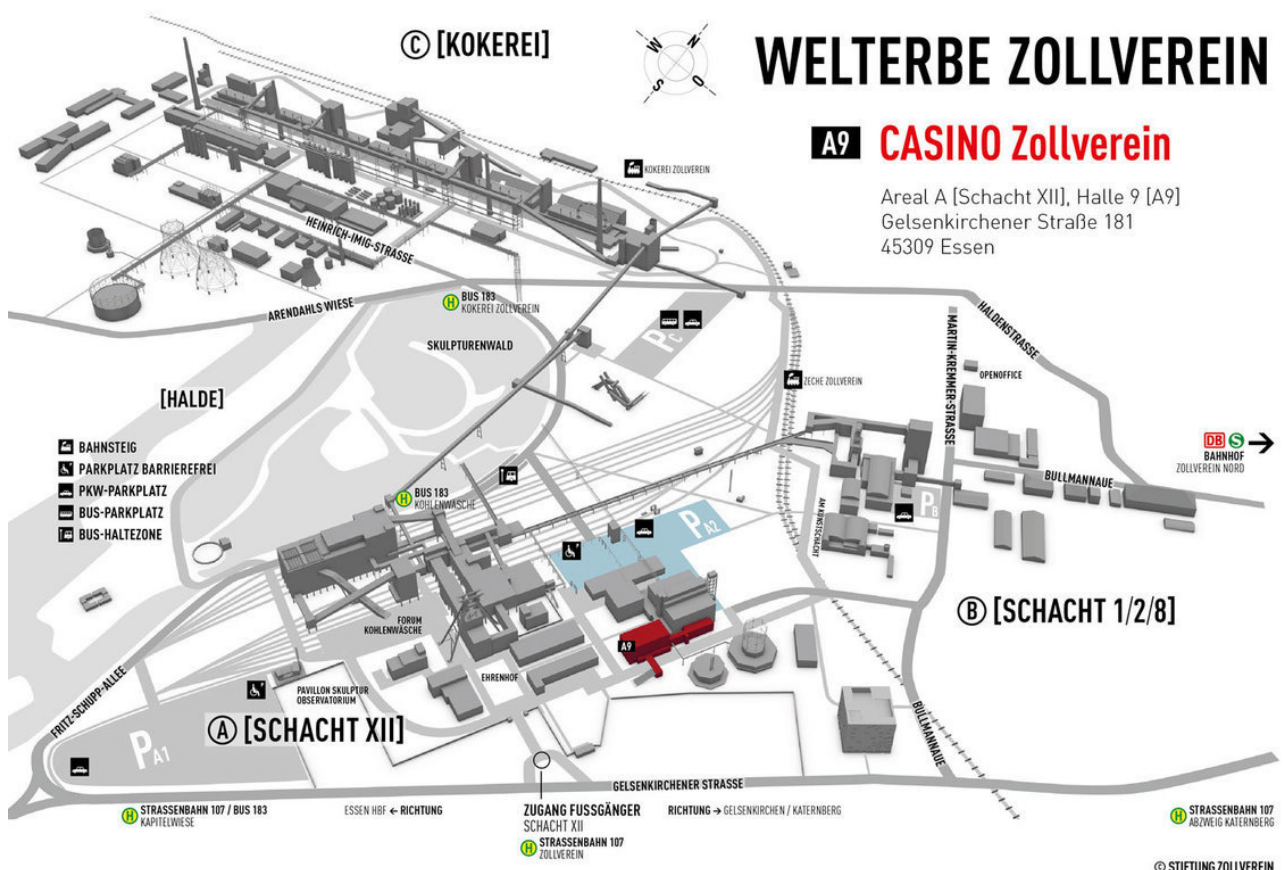 Ⓒ [KOKEREI]
W N
S O
WELTERBE ZOLLVEREIN
A9 CASINO Zollverein
Areal A [Schacht XII], Halle 9 [A9]
Gelsenkirchener Straße 181
45309 Essen
KOKEREI ZOLLVEREIN
HEINRICH-IMIG-STRASSE
ARENDAHLS WIESE
H BUS 183
KOKEREI ZOLLVEREIN
SKULPTURENWALD
PC
HALDENSTRASSE
MARTIN-KREMMER-STRASSE
OPENOFFICE
ZECHE ZOLLVEREIN
[HALDE]
BAHNSTEIG
PARKPLATZ BARRIEREFREI
PKW-PARKPLATZ
BUS-PARKPLATZ
BUS-HALTEZONE
DB S
BAHNHOF
ZOLLVEREIN NORD
BULLMANNAUE
H BUS 183
KOHLENWÄSCHE
PB
PA2
AM KUNSTSCHACHT
Ⓑ [SCHACHT 1/2/8]
FORUM
KOHLENWÄSCHE
A9
EHRENHOF
PAVILLON SKULPTUR
OBSERVATORIUM
FRITZ-SCHUPP-ALLEE
Ⓐ [SCHACHT XII]
PA1
BULLMANNAUE
GELSENKIRCHENER STRASSE
H STRASSENBAHN 107 / BUS 183
KAPITELWIESE
ESSEN HBF ← RICHTUNG
ZUGANG FUSSGÄNGER
SCHACHT XII
H STRASSENBAHN 107
ZOLLVEREIN
RICHTUNG → GELSENKIRCHEN / KATERNBERG
H STRASSENBAHN 107
ABZWEIG KATERNBERG
© STIFTUNG ZOLLVEREIN